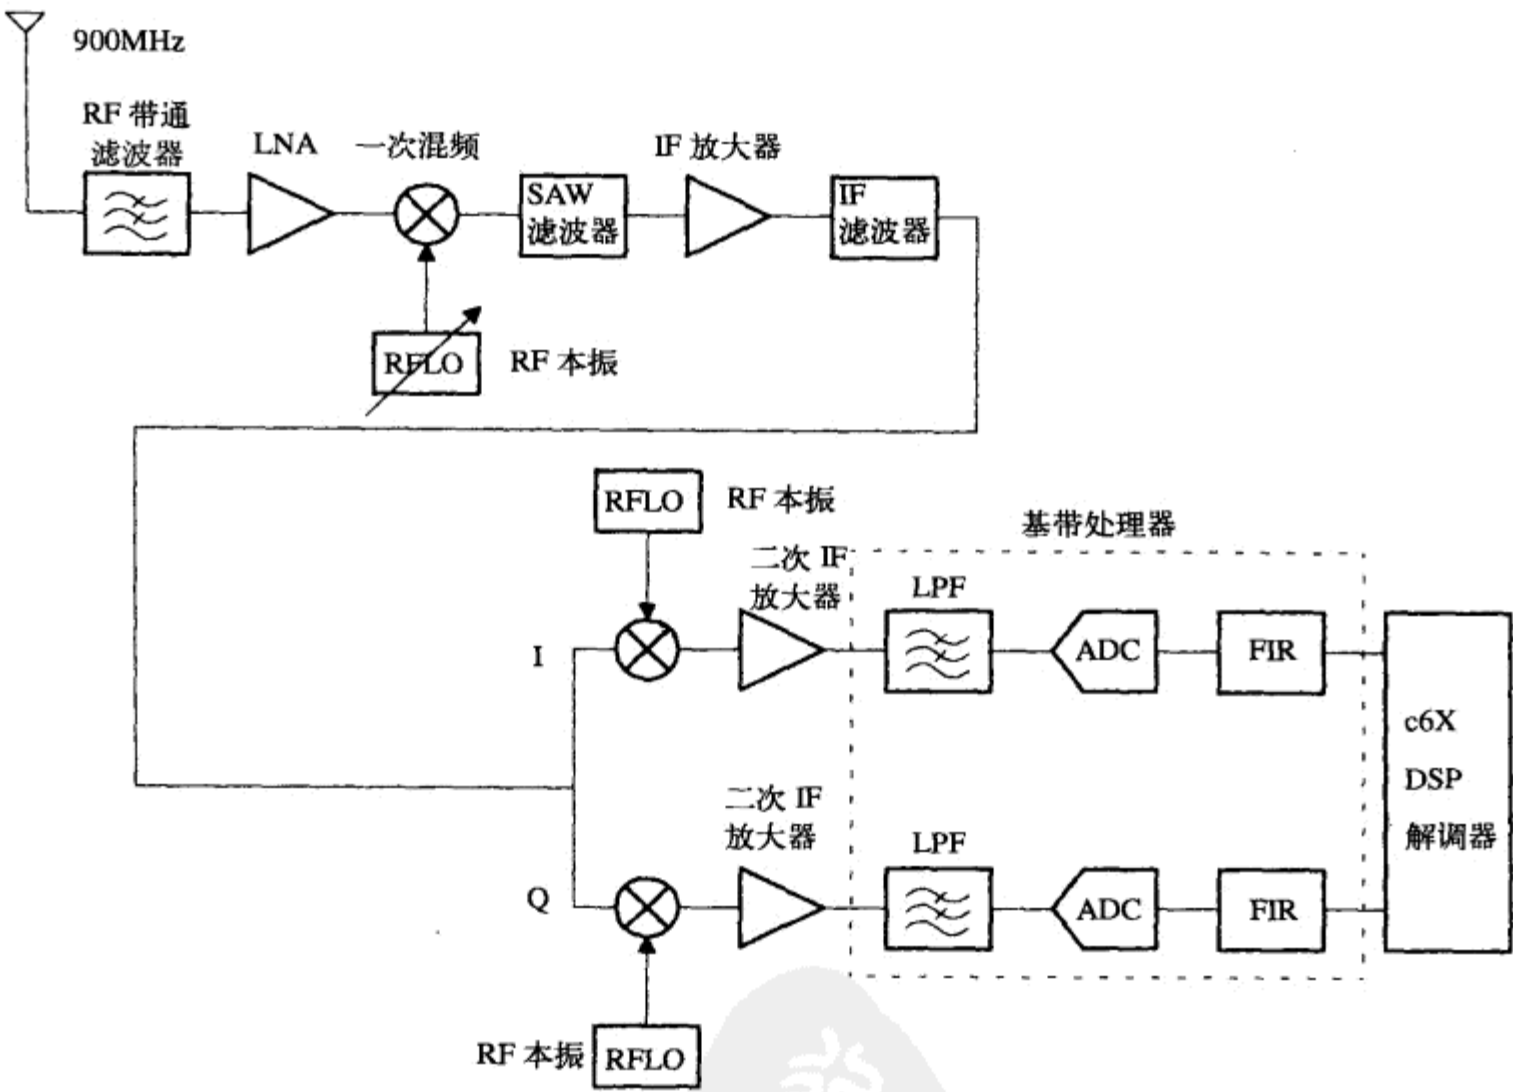 900MHz
RF 带通
滤波器
LNA
一次混频
SAW
滤波器
IF 放大器
IF
滤波器
RFLO
RF 本振
RFLO
RF 本振
基带处理器
二次 IF
放大器
LPF
I
ADC
FIR
c6X
DSP
解调器
二次 IF
放大器
LPF
Q
ADC
FIR
RF 本振
RFLO